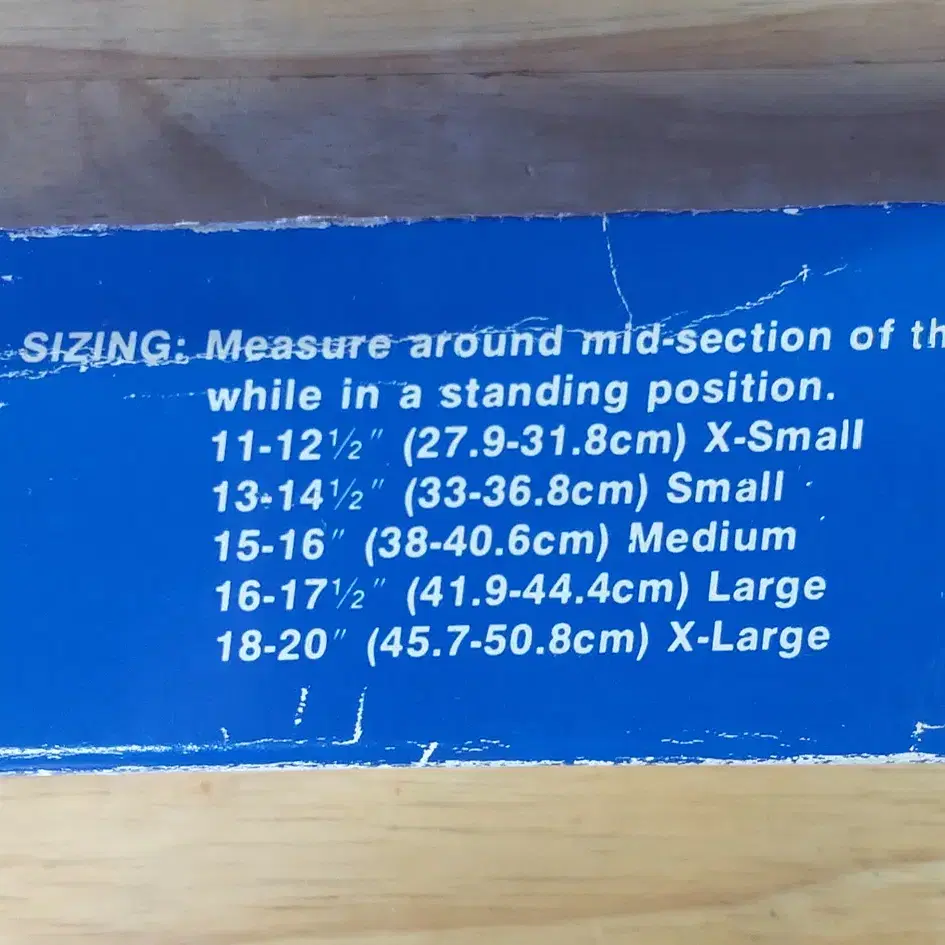 SIZING: Measure around mid-section of
while in a standing position.
11-12½" (27.9-31.8cm) X-Small
13-14½" (33-36.8cm) Small
15-16" (38-40.6cm) Medium
16-17½" (41.9-44.4cm) Large
18-20" (45.7-50.8cm) X-Large